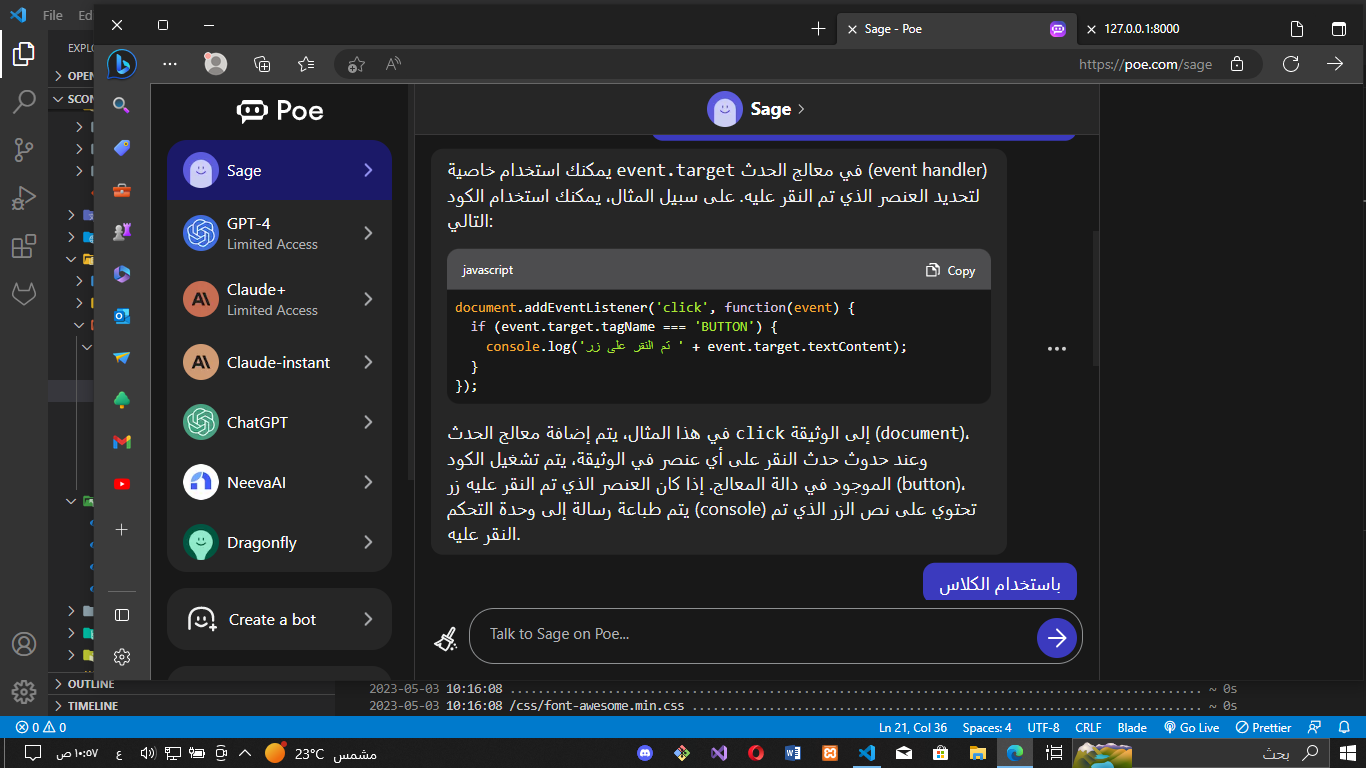 File Ed
Sage - Poe
127.0.0.1:8000
https://poe.com/sage
EXPLO
OPEN
SCOM
Poe
Sage
Sage
GPT-4
Limited Access
Claude+
Limited Access
Claude-instant
ChatGPT
NeevaAI
Dragonfly
Create a bot
يمكنك استخدام خاصية event.target في معالج الحدث (event handler)
لتحديد العنصر الذي تم النقر عليه. على سبيل المثال، يمكنك استخدام الكود
التالي:
javascript
Copy
document.addEventListener('click', function(event) {
if (event.target.tagName === 'BUTTON') {
console.log('تم النقر على زر ' + event.target.textContent);
}
});
في هذا المثال، يتم إضافة معالج الحدث click إلى الوثيقة (document)،
وعند حدوث حدث النقر على أي عنصر في الوثيقة، يتم تشغيل الكود
الموجود في دالة المعالج. إذا كان العنصر الذي تم النقر عليه زر (button)،
يتم طباعة رسالة إلى وحدة التحكم (console) تحتوي على نص الزر الذي تم
النقر عليه.
باستخدام الكلاس
Talk to Sage on Poe...
OUTLINE
TIMELINE
2023-05-03 10:16:08 ........................................ ~ 0s
2023-05-03 10:16:08 /css/font-awesome.min.css ........................................ ~ 0s
0 0
Ln 21, Col 36 Spaces: 4 UTF-8 CRLF Blade Go Live Prettier
١٠:٥٧ ص
ع
23°C مشمس
بحث